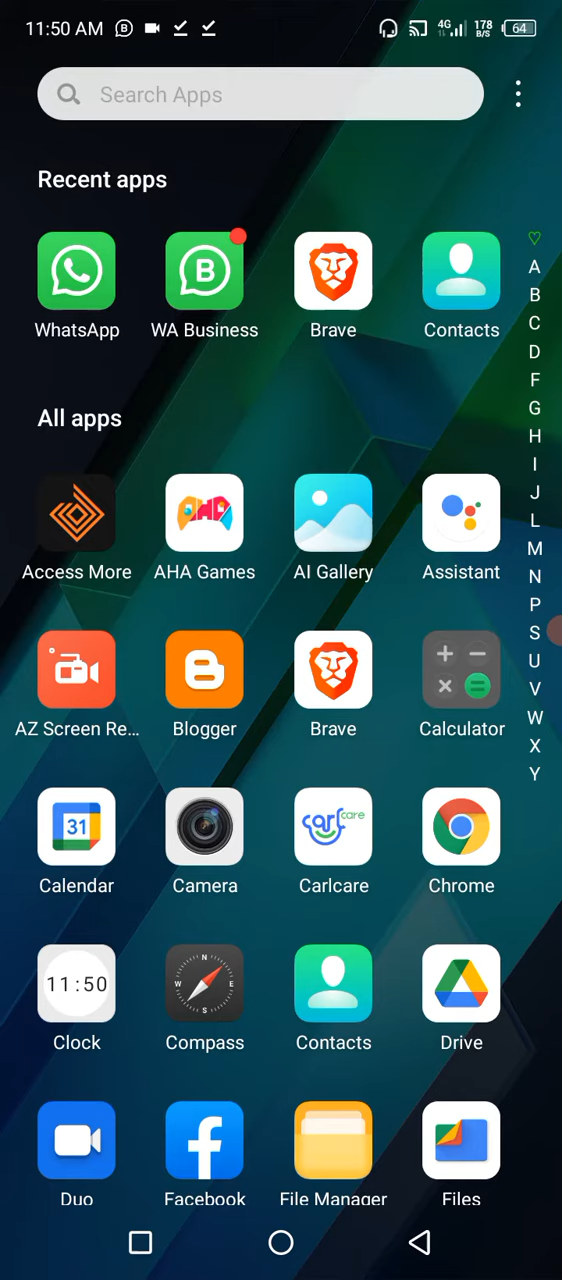 11:50 AM
4G
178 B/S
64
Search Apps
Recent apps
WhatsApp
WA Business
Brave
Contacts
♡
A
B
C
D
F
G
H
I
J
L
M
N
P
S
U
V
W
X
Y
All apps
Access More
AHA Games
AI Gallery
Assistant
AZ Screen Re...
Blogger
Brave
Calculator
31
Calendar
Camera
carlcare
Carlcare
Chrome
11:50
N
W E
S
Clock
Compass
Contacts
Drive
Duo
Facebook
File Manager
Files